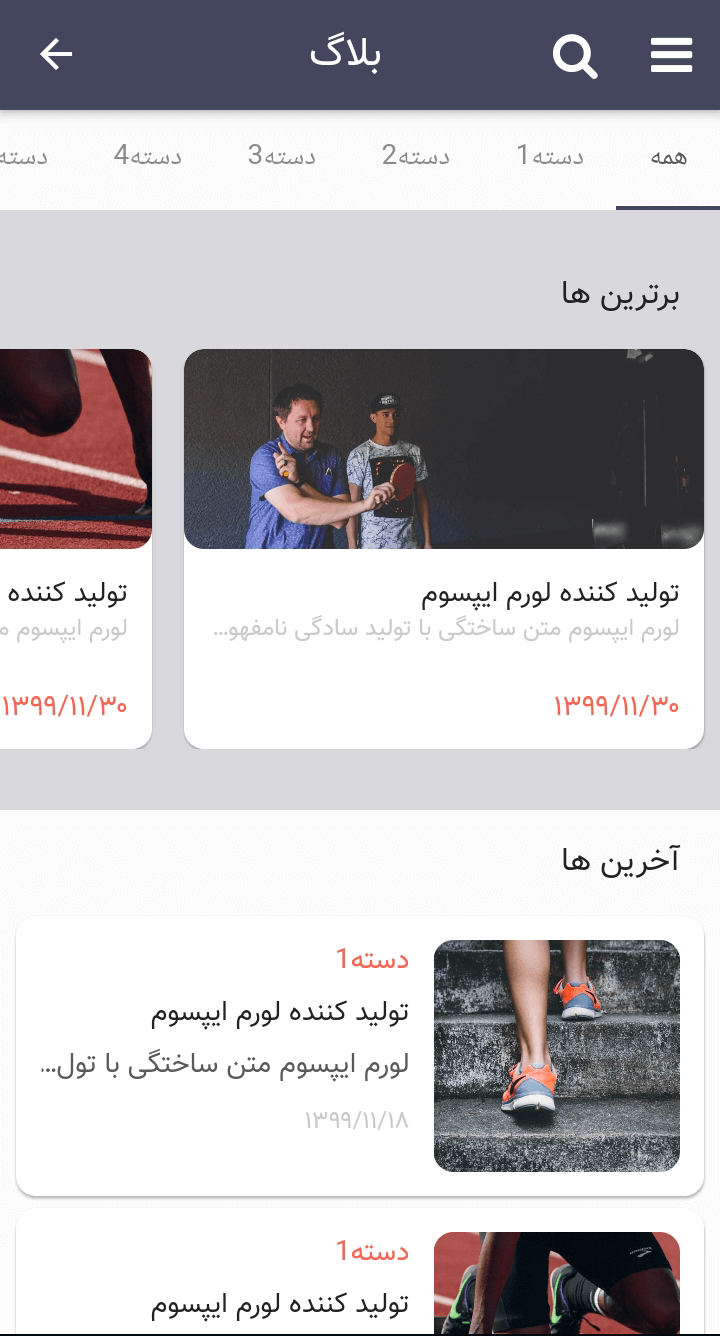 بلاگ
همه
دسته1
دسته2
دسته3
دسته4
دسته
برترین ها
تولید کننده لورم ایپسوم
لورم ایپسوم متن ساختگی با تولید سادگی نامفهو...
۱۳۹۹/۱۱/۳۰
تولید کننده
لورم ایپسوم م
۱۳۹۹/۱۱/۳۰
آخرین ها
دسته1
تولید کننده لورم ایپسوم
لورم ایپسوم متن ساختگی با تول...
۱۳۹۹/۱۱/۱۸
دسته1
تولید کننده لورم ایپسوم